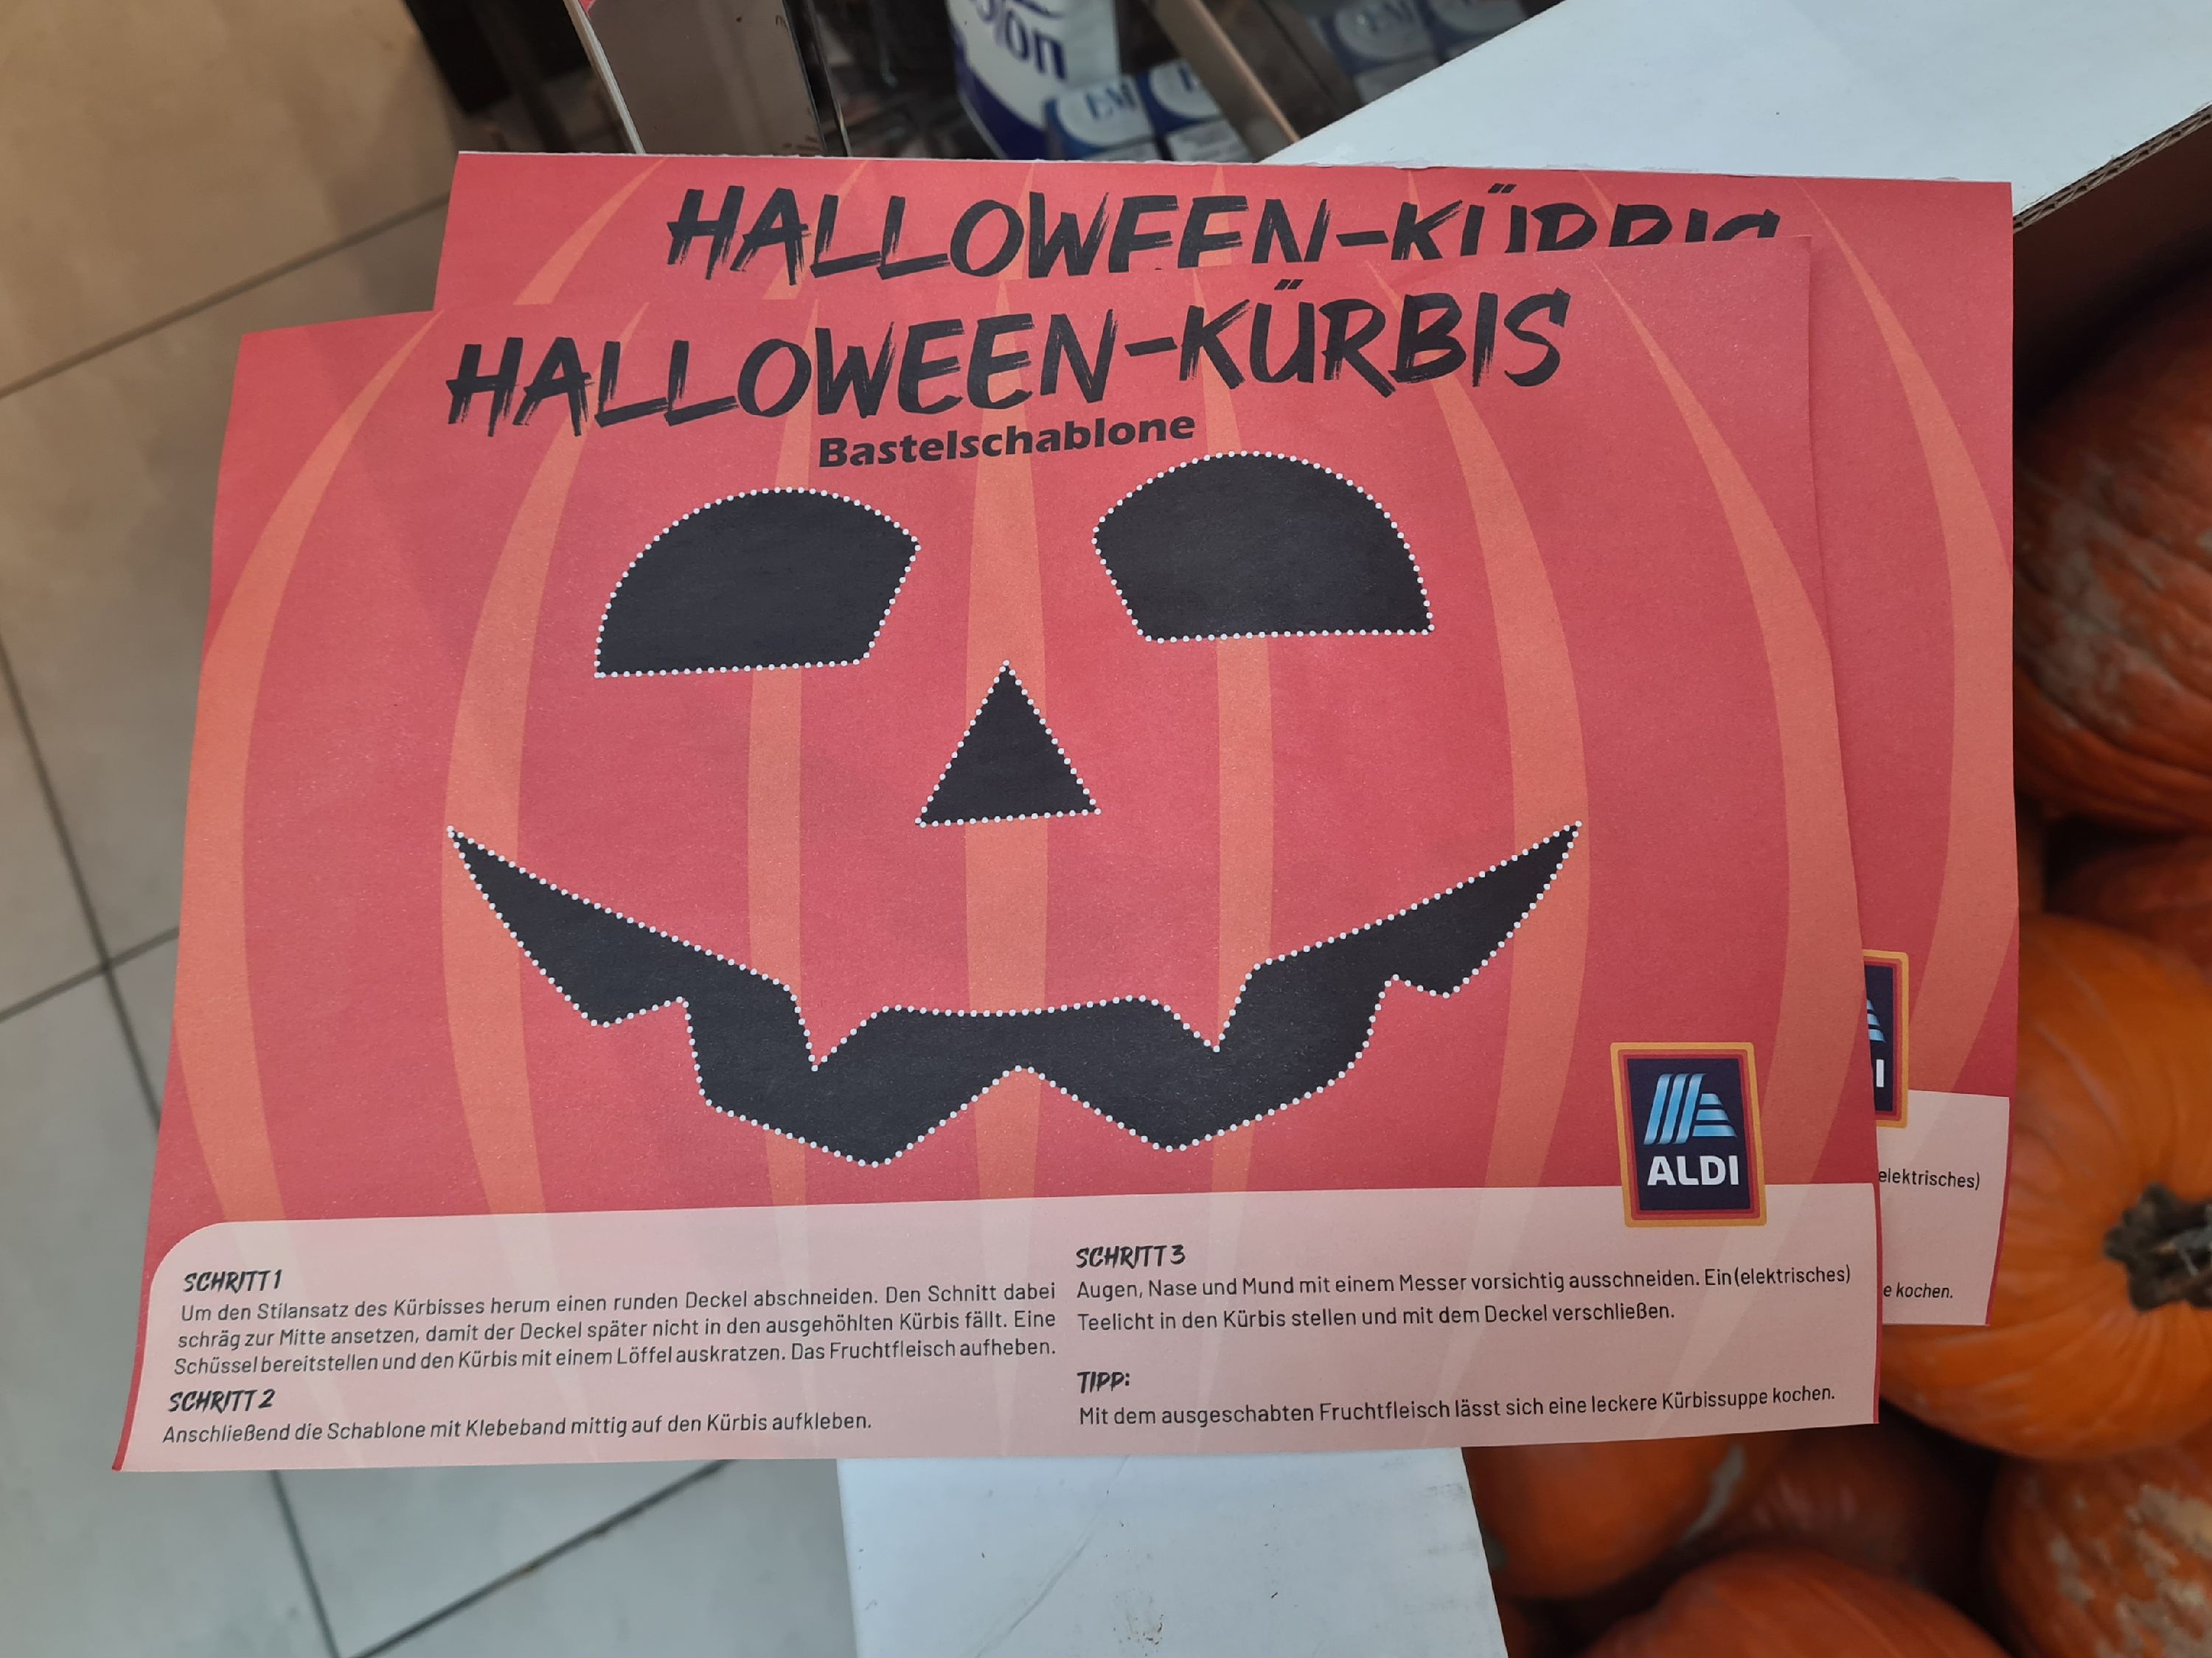 HALLOWEEN-KÜRBIS
HALLOWEEN-KÜRBIS
Bastelschablone
ALDI
SCHRITT 1
Um den Stilansatz des Kürbisses herum einen runden Deckel abschneiden. Den Schnitt dabei
schräg zur Mitte ansetzen, damit der Deckel später nicht in den ausgehöhlten Kürbis fällt. Eine
Schüssel bereitstellen und den Kürbis mit einem Löffel auskratzen. Das Fruchtfleisch aufheben.
SCHRITT 2
Anschließend die Schablone mit Klebeband mittig auf den Kürbis aufkleben.
SCHRITT 3
Augen, Nase und Mund mit einem Messer vorsichtig ausschneiden. Ein (elektrisches)
Teelicht in den Kürbis stellen und mit dem Deckel verschließen.
TIPP:
Mit dem ausgeschabten Fruchtfleisch lässt sich eine leckere Kürbissuppe kochen.
I
elektrisches)
e kochen.